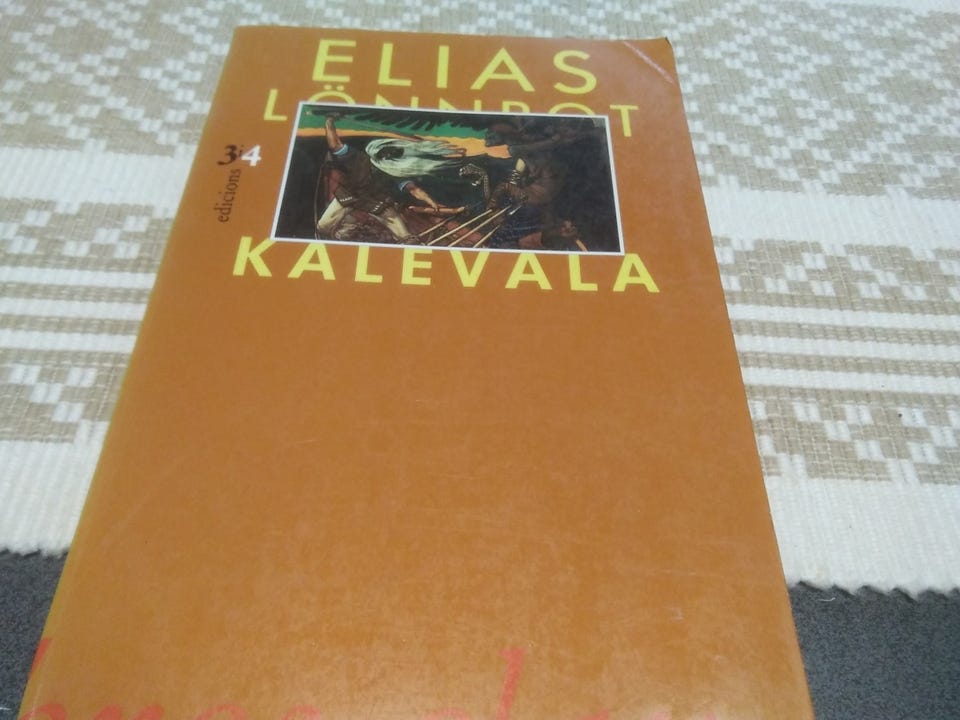 ELIAS
LÖNNROT
edicions 3i4
KALEVALA